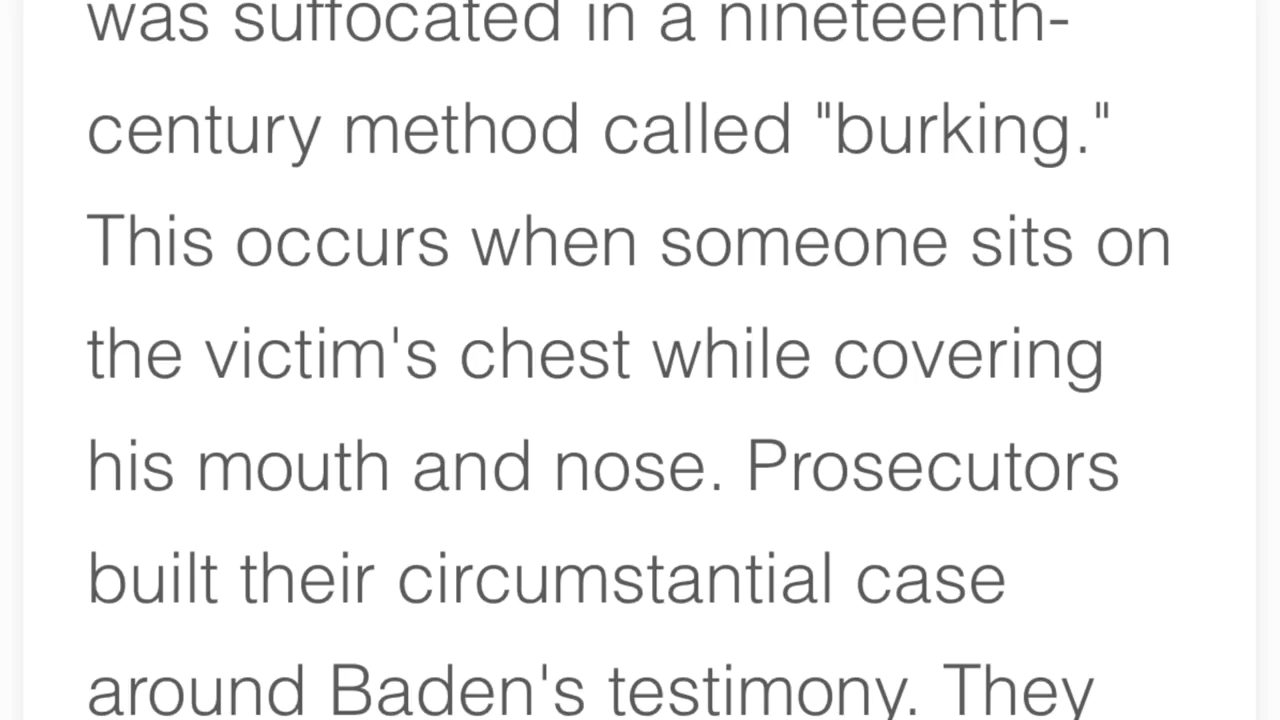 was suffocated in a nineteenth-
century method called "burking."
This occurs when someone sits on
the victim's chest while covering
his mouth and nose. Prosecutors
built their circumstantial case
around Baden's testimony. They